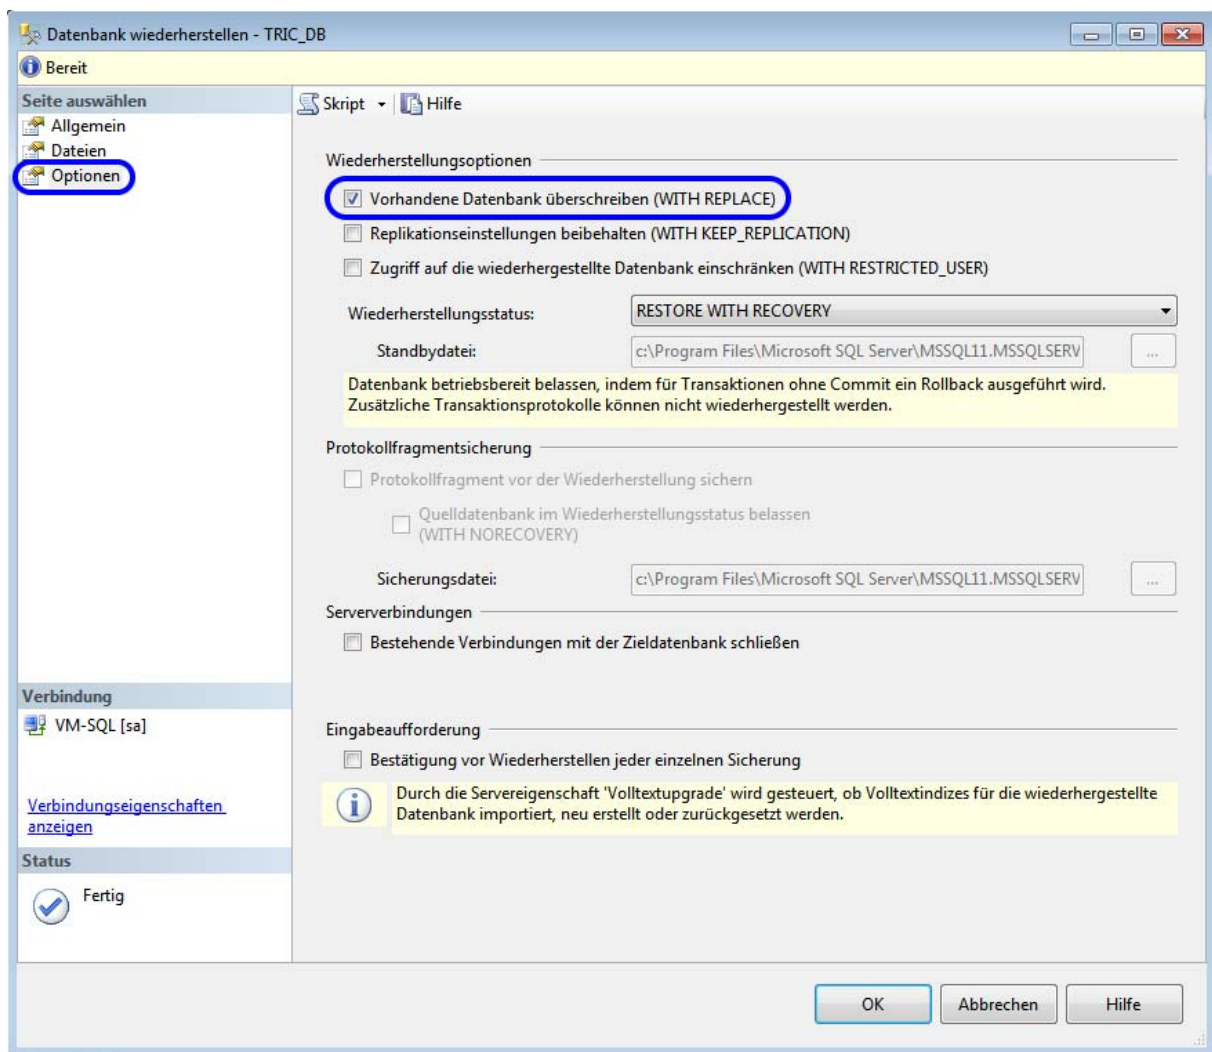 Datenbank wiederherstellen - TRIC_DB
Bereit
Seite auswählen
Allgemein
Dateien
Optionen
Skript
Hilfe
Wiederherstellungsoptionen
Vorhandene Datenbank überschreiben (WITH REPLACE)
Replikationseinstellungen beibehalten (WITH KEEP_REPLICATION)
Zugriff auf die wiederhergestellte Datenbank einschränken (WITH RESTRICTED_USER)
Wiederherstellungsstatus: RESTORE WITH RECOVERY
Standbydatei: c:\Program Files\Microsoft SQL Server\MSSQL11.MSSQLSERV ...
Datenbank betriebsbereit belassen, indem für Transaktionen ohne Commit ein Rollback ausgeführt wird.
Zusätzliche Transaktionsprotokolle können nicht wiederhergestellt werden.
Protokollfragmentsicherung
Protokollfragment vor der Wiederherstellung sichern
Quelldatenbank im Wiederherstellungsstatus belassen
(WITH NORECOVERY)
Sicherungsdatei: c:\Program Files\Microsoft SQL Server\MSSQL11.MSSQLSERV ...
Serververbindungen
Bestehende Verbindungen mit der Zieldatenbank schließen
Verbindung
VM-SQL [sa]
Verbindungseigenschaften
anzeigen
Status
Fertig
Eingabeaufforderung
Bestätigung vor Wiederherstellen jeder einzelnen Sicherung
Durch die Servereigenschaft 'Volltextupgrade' wird gesteuert, ob Volltextindizes für die wiederhergestellte
Datenbank importiert, neu erstellt oder zurückgesetzt werden.
OK
Abbrechen
Hilfe